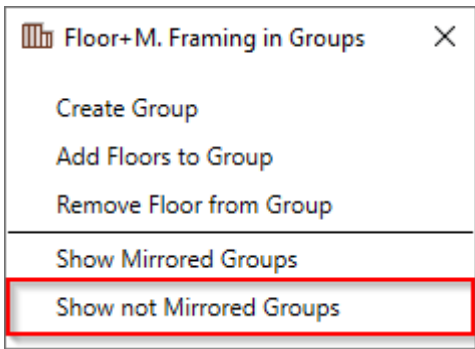 Floor+M. Framing in Groups
Create Group
Add Floors to Group
Remove Floor from Group
Show Mirrored Groups
Show not Mirrored Groups